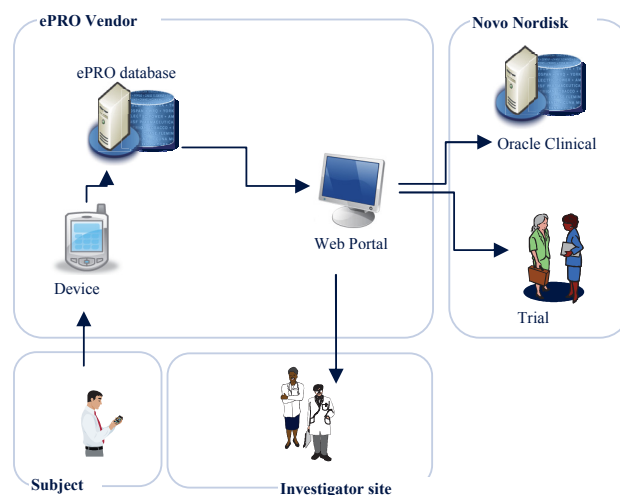 ePRO Vendor
Novo Nordisk
ePRO database
Oracle Clinical
Web Portal
Device
Trial
Subject
Investigator site